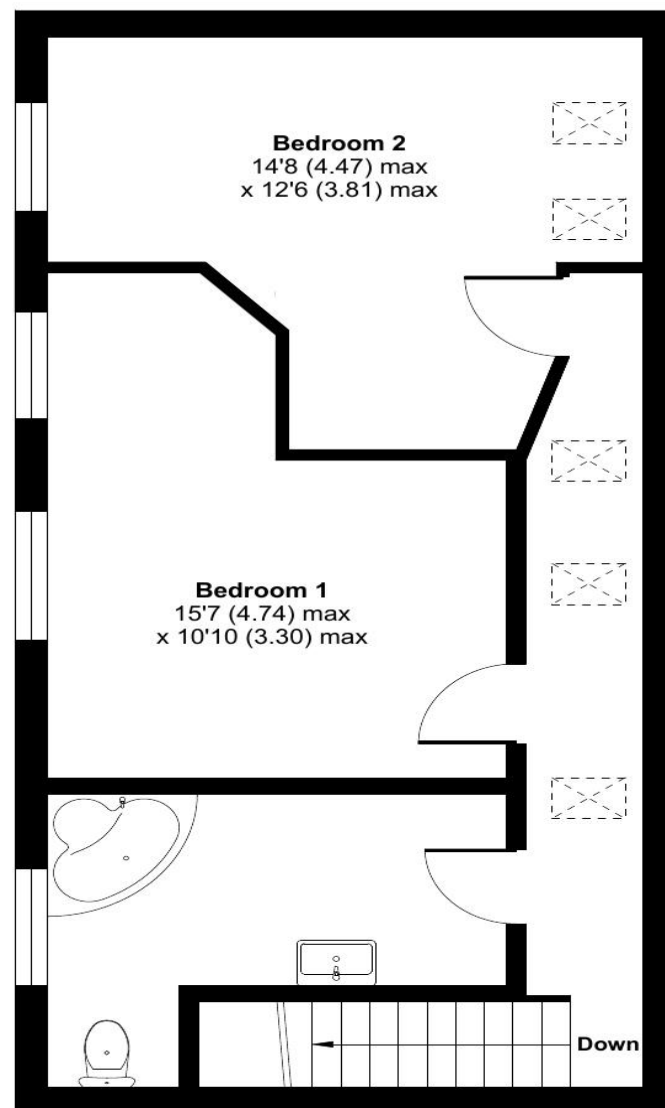 Bedroom 2
14'8 (4.47) max
x 12'6 (3.81) max
Bedroom 1
15'7 (4.74) max
x 10'10 (3.30) max
Down